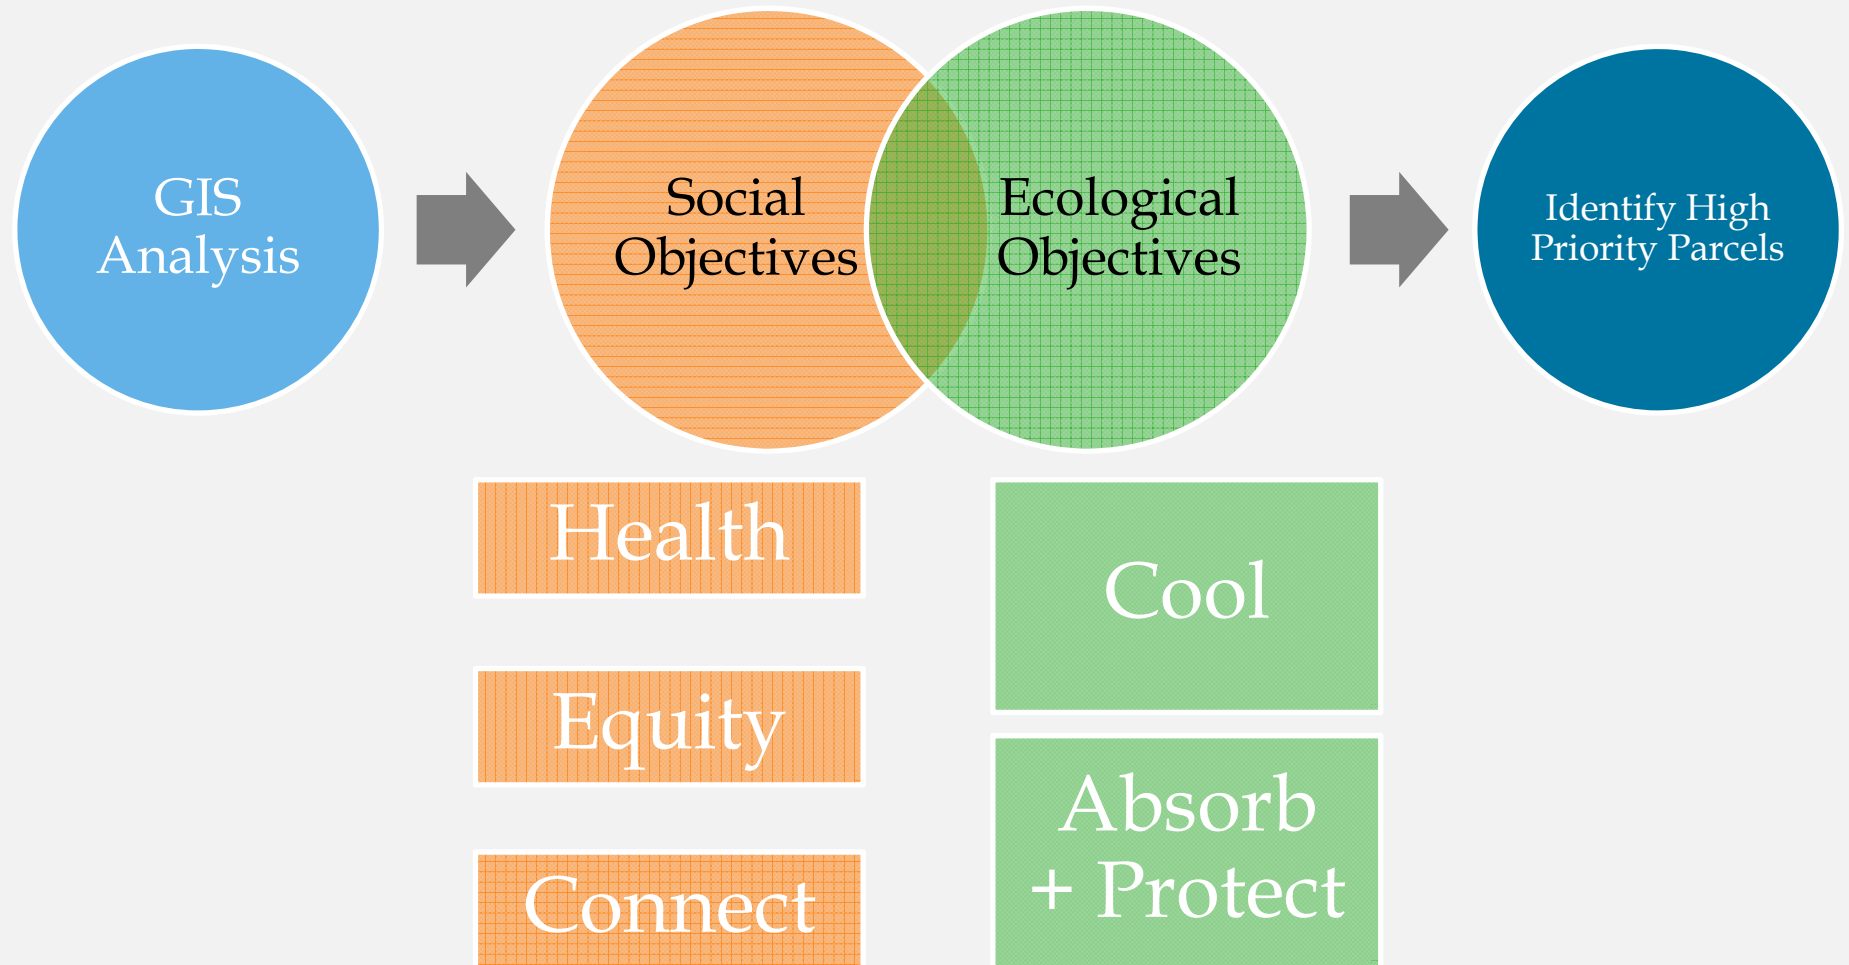 GIS
Analysis
Social
Objectives
Ecological
Objectives
Identify High
Priority Parcels
Health
Equity
Connect
Cool
Absorb
+ Protect